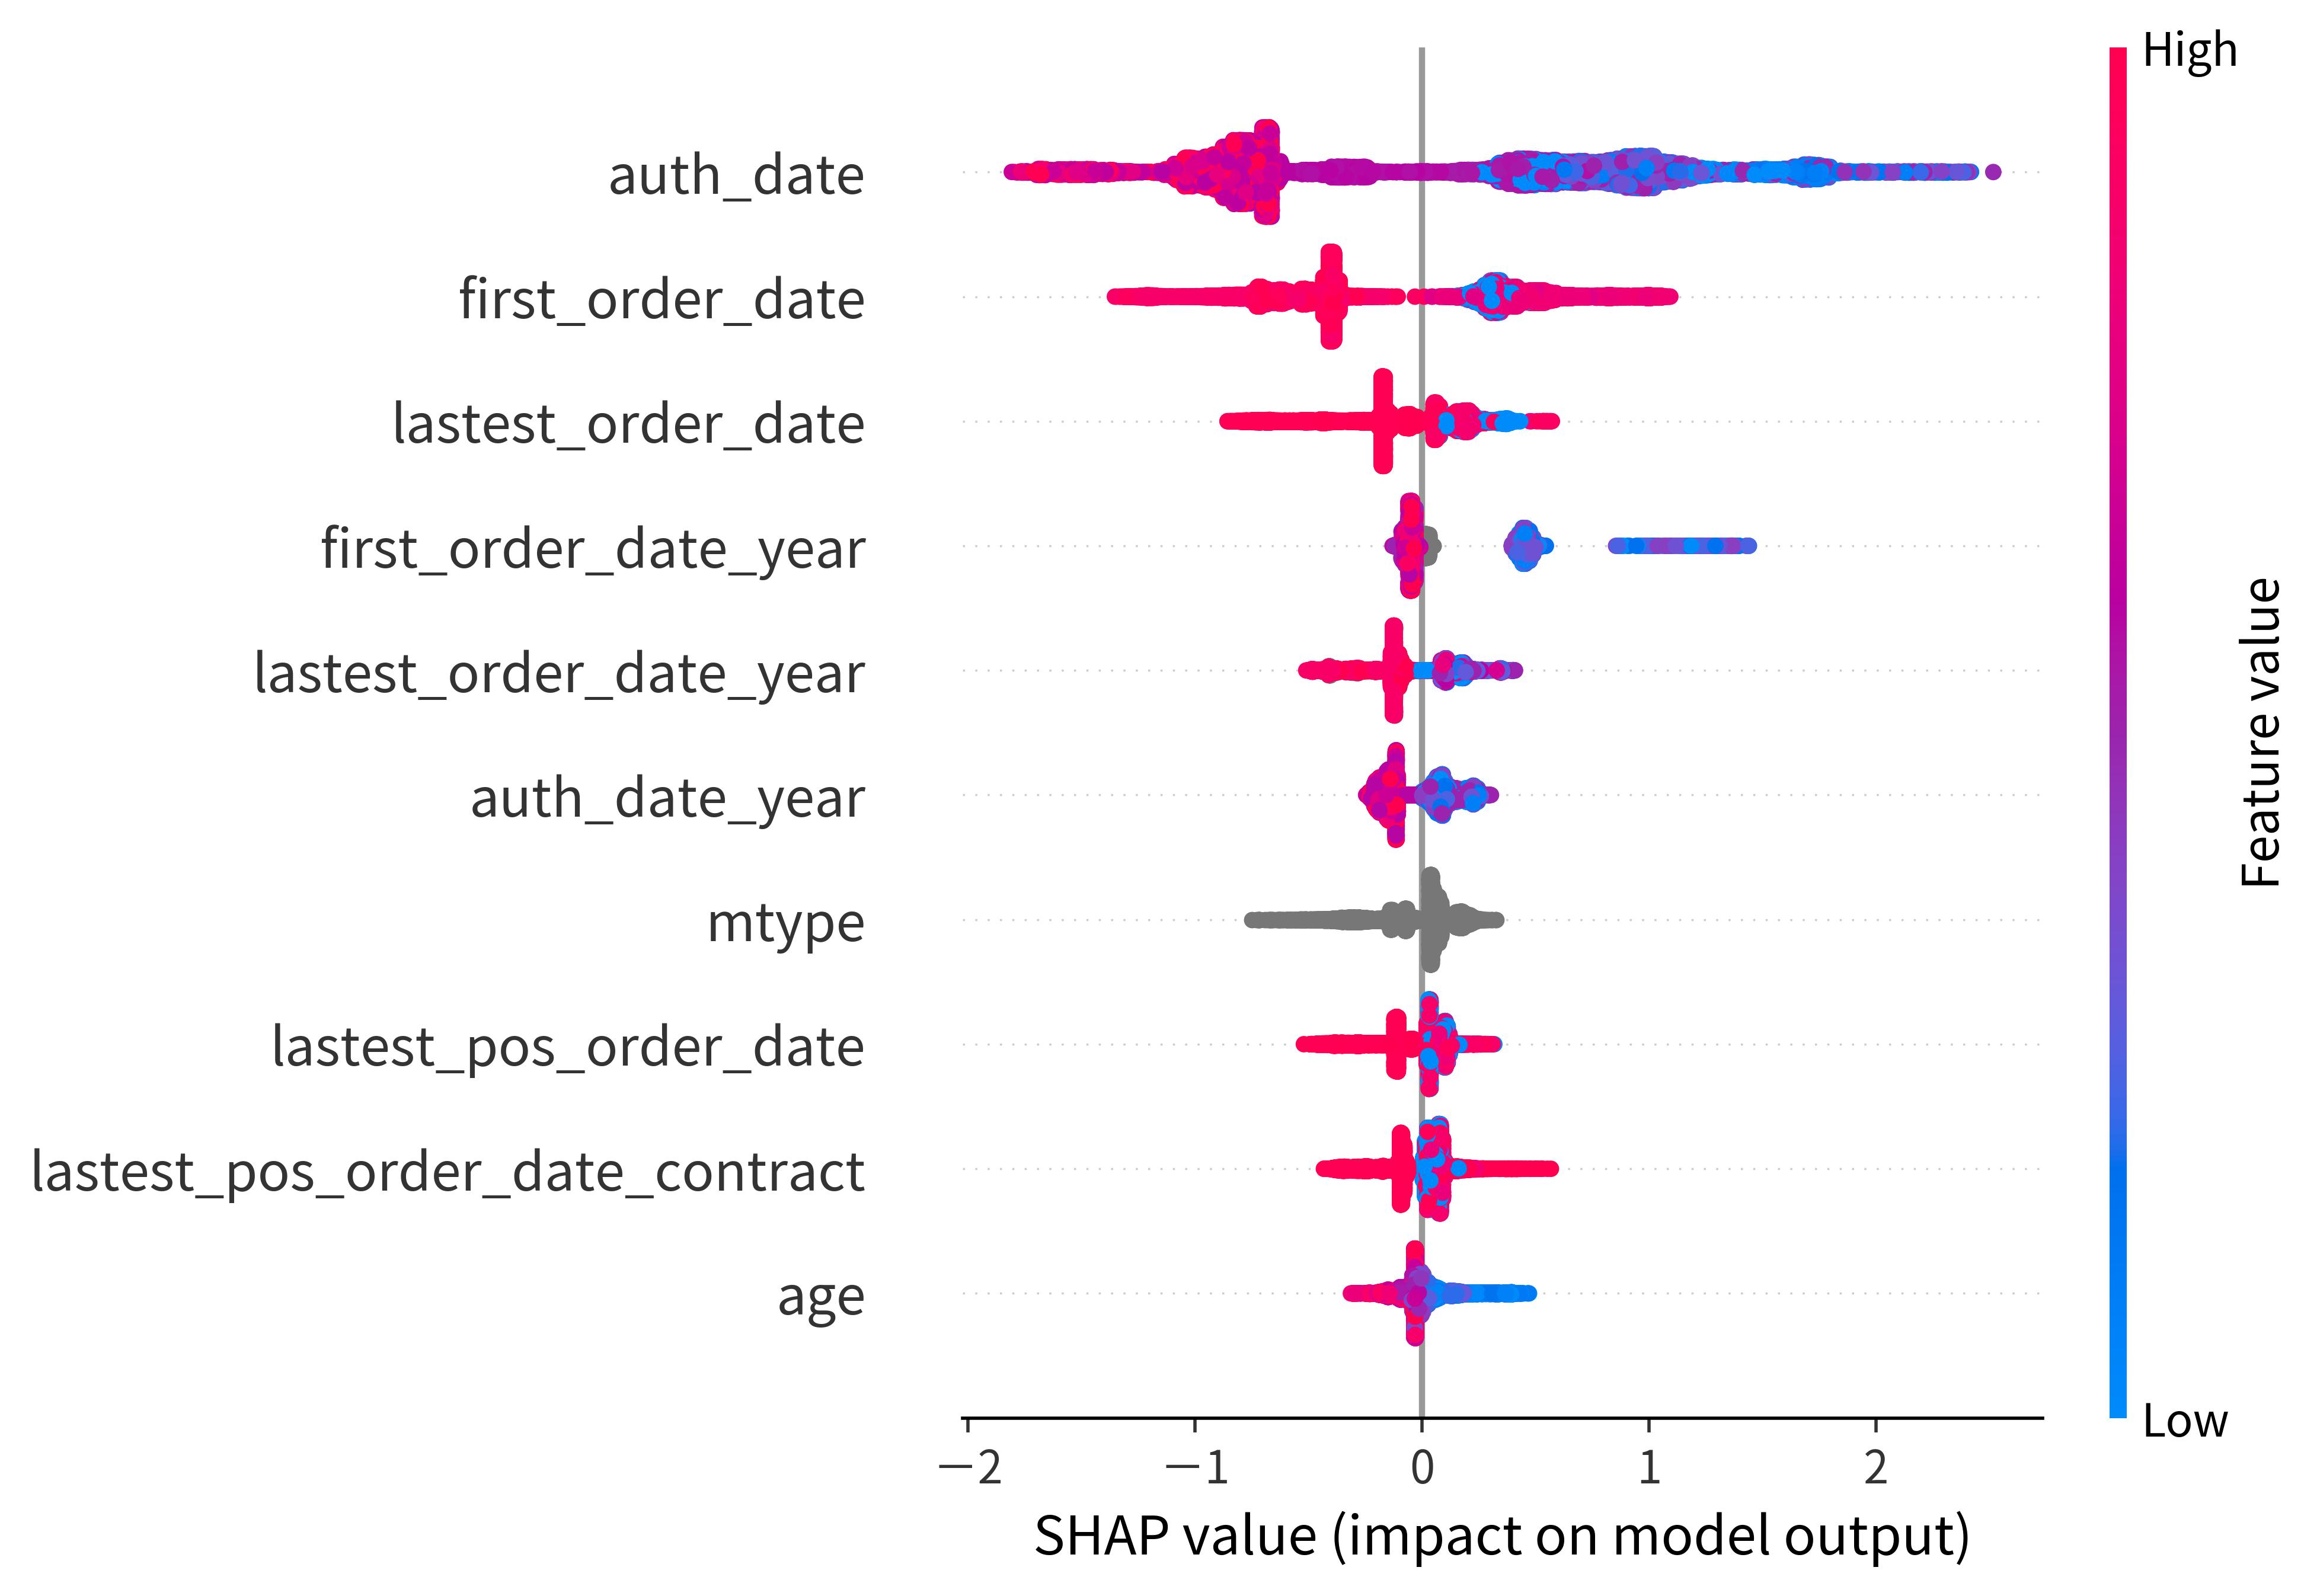 High
auth_date
first_order_date
lastest_order_date
first_order_date_year
lastest_order_date_year
auth_date_year
mtype
lastest_pos_order_date
lastest_pos_order_date_contract
age
Feature value
Low
−2 −1 0 1 2
SHAP value (impact on model output)